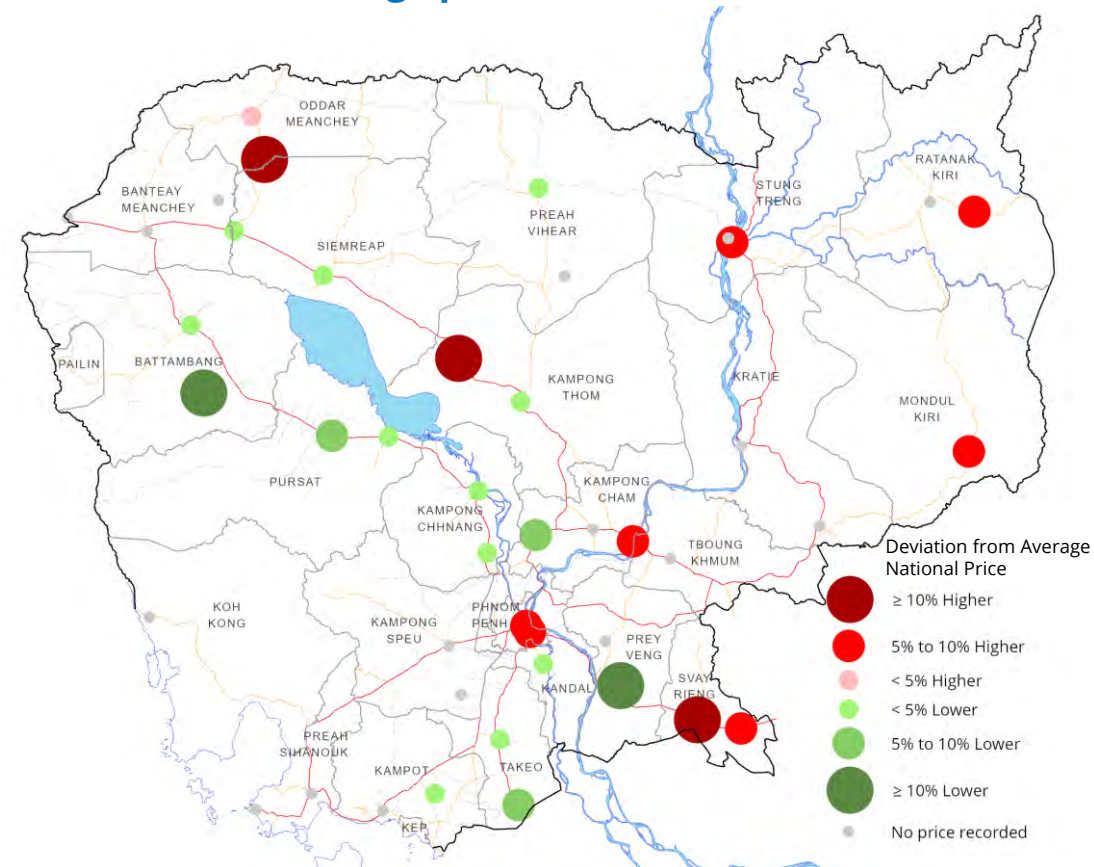 ODDAR
MEANCHEY
BANTEAY
MEANCHEY
SIEMREAP
PREAH
VIHEAR
STUNG
TRENG
RATANAK
KIRI
PAILIN
BATTAMBANG
KAMPONG
THOM
KRATIE
MONDUL
KIRI
PURSAT
KAMPONG
CHHNANG
KAMPONG
CHAM
TBOUNG
KHMUM
KOH
KONG
KAMPONG
SPEU
PHNOM
PENH
PREY
VENG
KANDAL
SVAY
RIENG
PREAH
SIHANOUK
KAMPOT
TAKEO
KEP
Deviation from Average
National Price
≥ 10% Higher
5% to 10% Higher
< 5% Higher
< 5% Lower
5% to 10% Lower
≥ 10% Lower
No price recorded